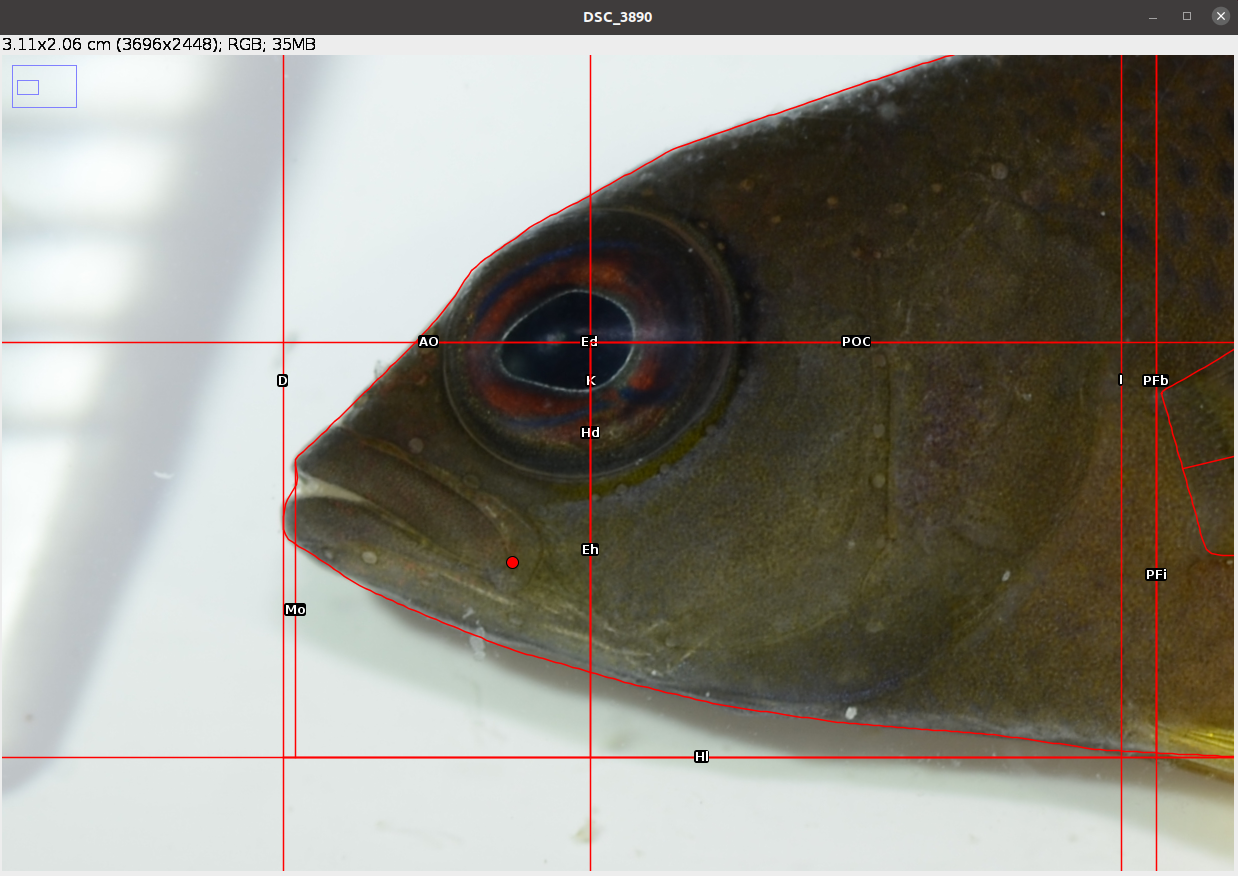 DSC_3890
3.11x2.06 cm (3696x2448); RGB; 35MB
AO
Ed
POC
D
K
I
PFb
Hd
Eh
PFi
Mo
Hl